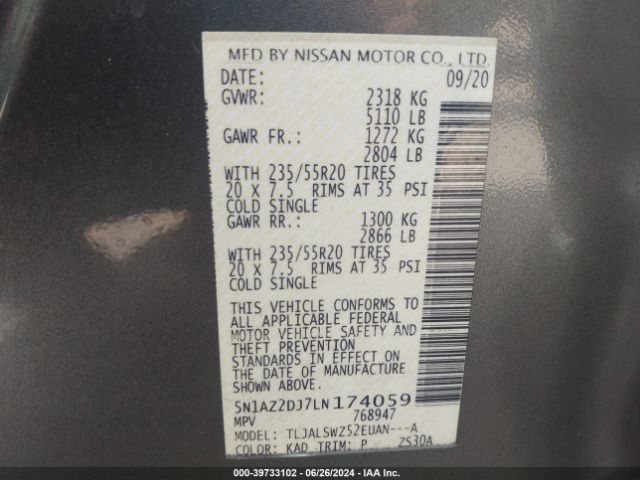 MFD BY NISSAN MOTOR CO., LTD.
DATE: 09/20
GVWR: 2318 KG
5110 LB
GAWR FR.: 1272 KG
2804 LB
WITH 235/55R20 TIRES
20 X 7.5 RIMS AT 35 PSI
COLD SINGLE
GAWR RR.: 1300 KG
2866 LB
WITH 235/55R20 TIRES
20 X 7.5 RIMS AT 35 PSI
COLD SINGLE
THIS VEHICLE CONFORMS TO
ALL APPLICABLE FEDERAL
MOTOR VEHICLE SAFETY AND
THEFT PREVENTION
STANDARDS IN EFFECT ON
THE DATE OF MANUFACTURE
SHOWN ABOVE.
5N1AZ2DJ7LN174059
MPV 768947
MODEL: TLJALSWZ52EUAN---A
COLOR: KAD TRIM: P ZS30A
000-39733102 - 06/26/2024 - IAA Inc.